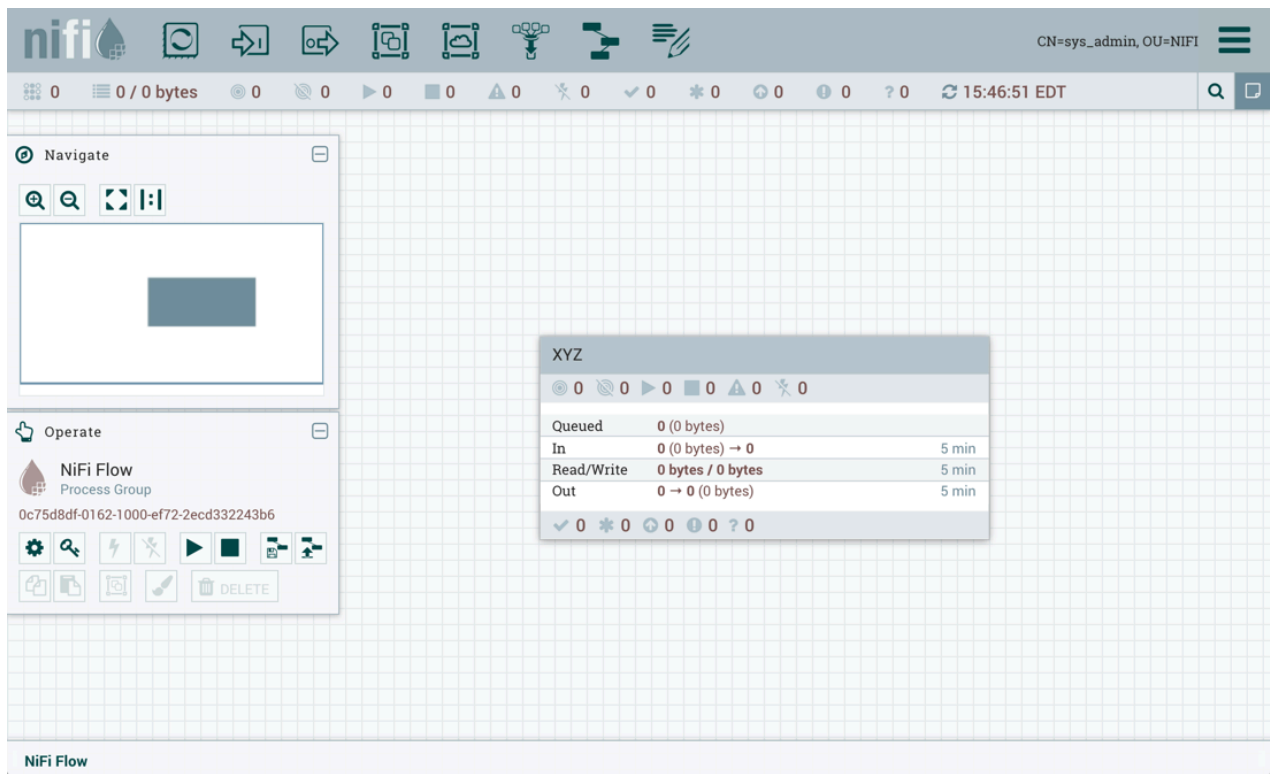 nifi
CN=sys_admin, OU=NIFI
0 0 / 0 bytes 0 0 0 0 0 0 0 0 0 0 ? 0 15:46:51 EDT
Navigate
Operate
NiFi Flow
Process Group
0c75d8df-0162-1000-ef72-2ecd332243b6
DELETE
XYZ
0 0 0 0 0 0
Queued 0 (0 bytes)
In 0 (0 bytes) → 0 5 min
Read/Write 0 bytes / 0 bytes 5 min
Out 0 → 0 (0 bytes) 5 min
0 0 0 0 ? 0
NiFi Flow